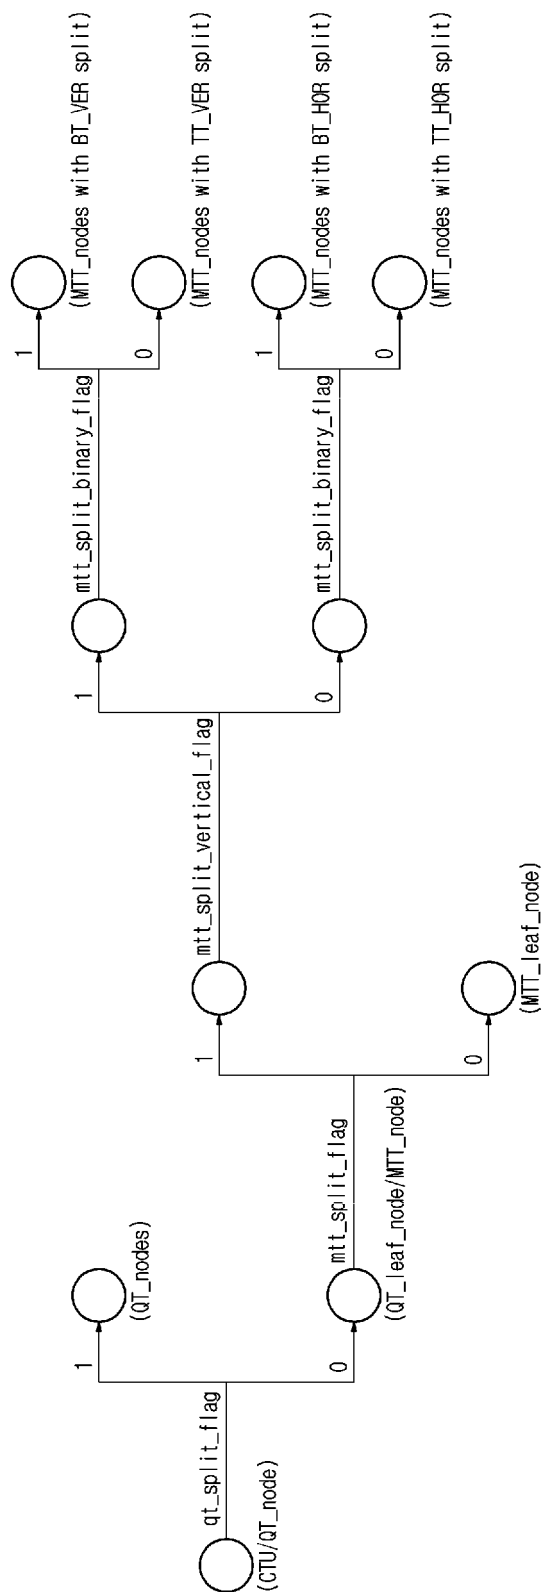 (CTU/QT_node)
qt_split_flag
1
0
(QT_nodes)
(QT_leaf_node/MTT_node)
mtt_split_flag
1
0
(MTT_leaf_node)
mtt_split_vertical_flag
1
0
mtt_split_binary_flag
1
0
(MTT_nodes with BT_VER split)
(MTT_nodes with TT_VER split)
mtt_split_binary_flag
1
0
(MTT_nodes with BT_HOR split)
(MTT_nodes with TT_HOR split)